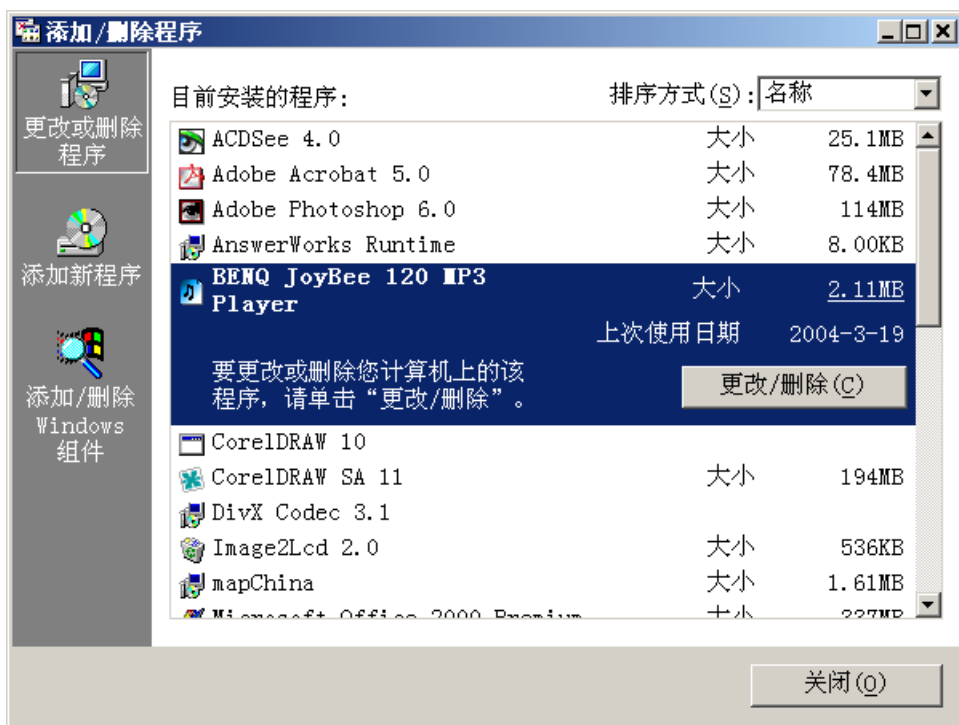 添加/删除程序
更改或删除
程序
添加新程序
添加/删除
Windows
组件
目前安装的程序:
排序方式(S): 名称
ACDSee 4.0 大小 25.1MB
Adobe Acrobat 5.0 大小 78.4MB
Adobe Photoshop 6.0 大小 114MB
AnswerWorks Runtime 大小 8.00KB
BENQ JoyBee 120 MP3
Player 大小 2.11MB
上次使用日期 2004-3-19
要更改或删除您计算机上的该
程序，请单击“更改/删除”。
更改/删除(C)
CorelDRAW 10
CorelDRAW SA 11 大小 194MB
DivX Codec 3.1
Image2Lcd 2.0 大小 536KB
mapChina 大小 1.61MB
Microsoft Office 2000 Premium 大小
关闭(O)